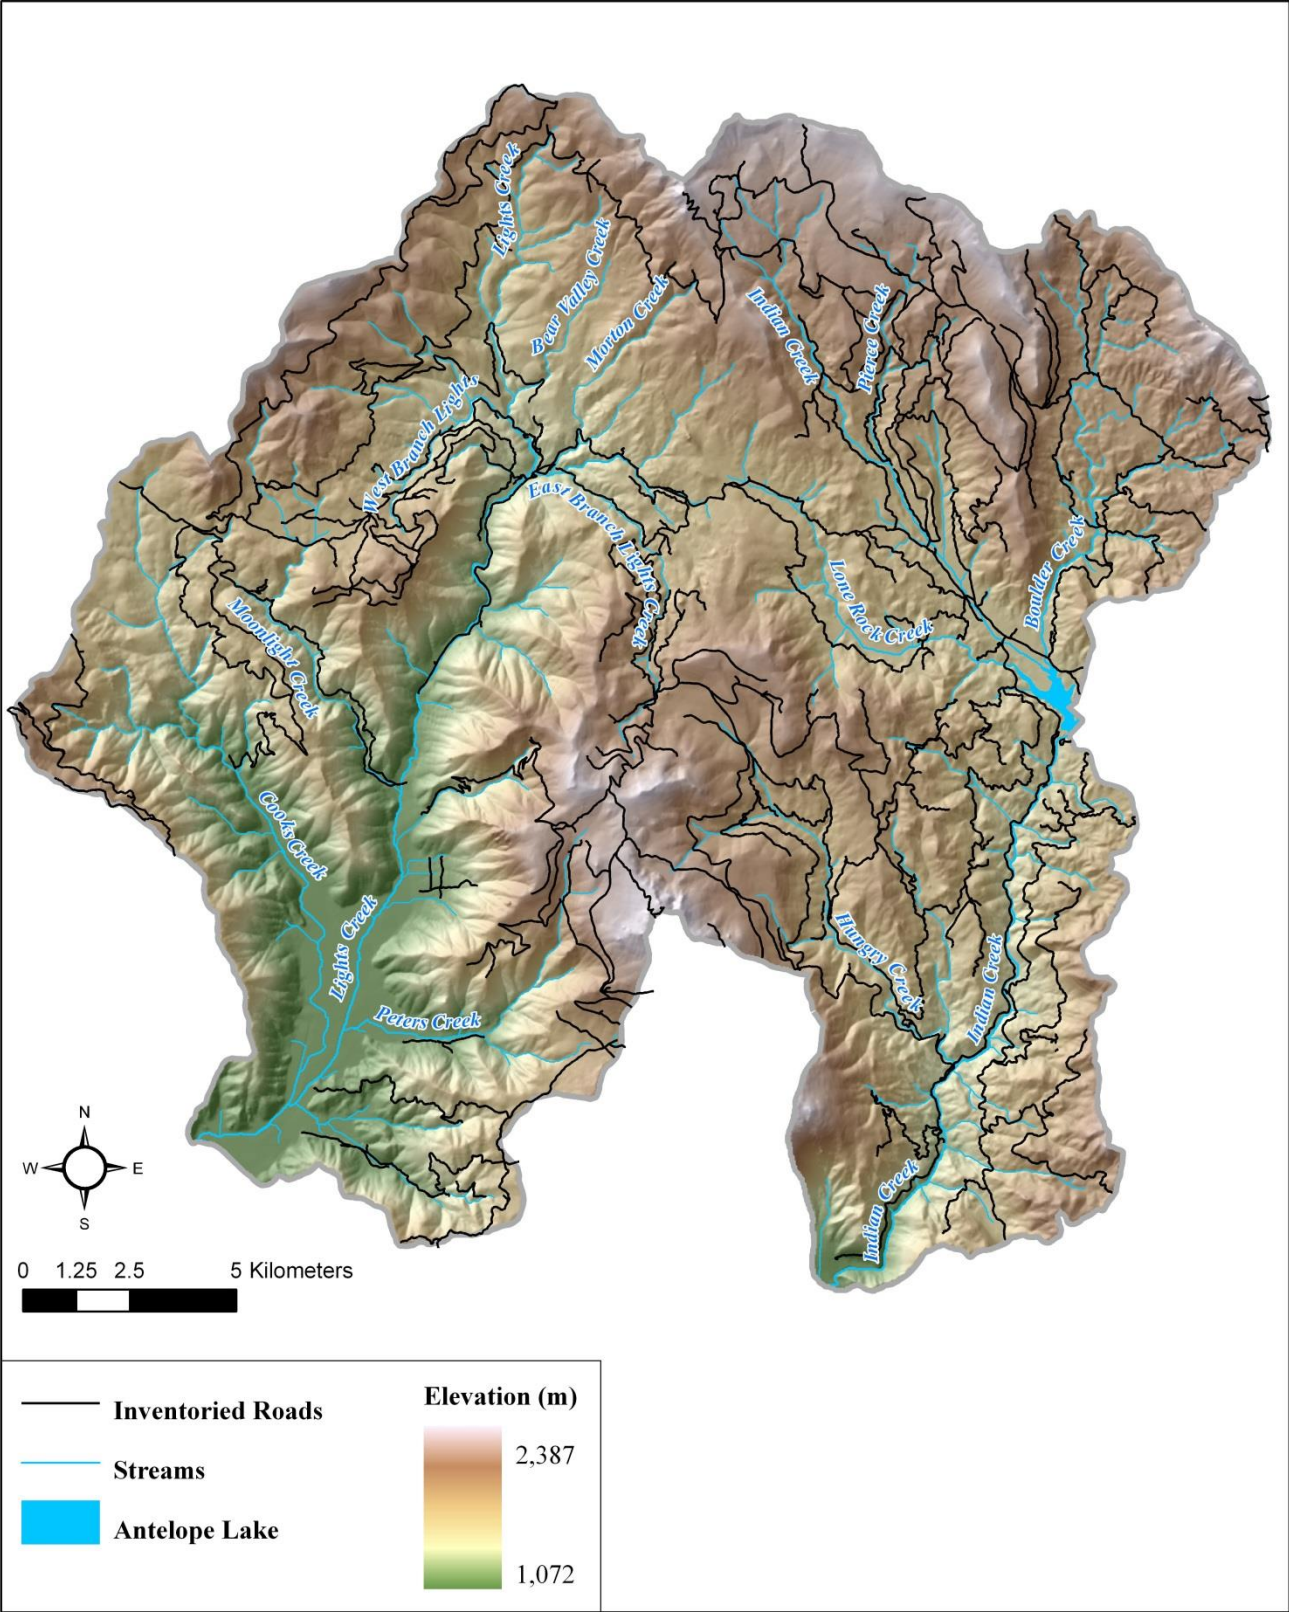 Lights Creek
Bear Valley Creek
Morton Creek
Indian Creek
Pierce Creek
West Branch Lights
East Branch Lights Creek
Boulder Creek
Lone Rock Creek
Moonlight Creek
Cooks Creek
Lights Creek
Hungry Creek
Indian Creek
Peters Creek
Indian Creek
N
W
E
S
0 1.25 2.5 5 Kilometers
Inventoried Roads
Streams
Antelope Lake
Elevation (m)
2,387
1,072